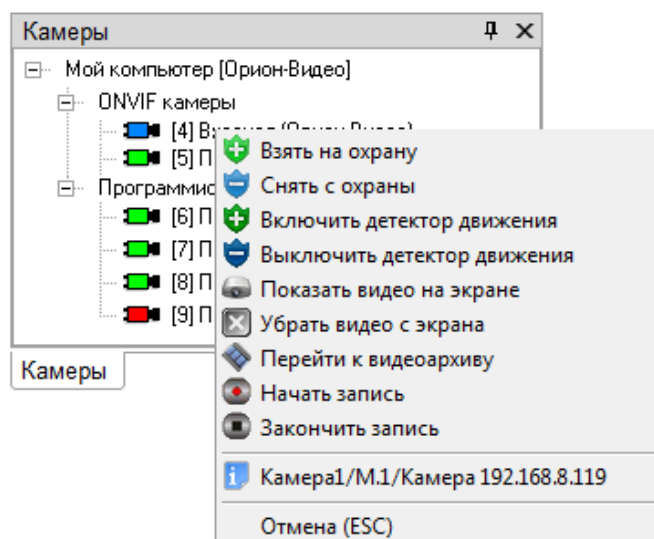 Камеры
Мой компьютер [Орион-Видео]
ONVIF камеры
[4]
[5] П
[6] П
[7] П
[8] П
[9] П
Камеры
Взять на охрану
Снять с охраны
Включить детектор движения
Выключить детектор движения
Показать видео на экране
Убрать видео с экрана
Перейти к видеоархиву
Начать запись
Закончить запись
Камера1/М.1/Камера 192.168.8.119
Отмена (ESC)